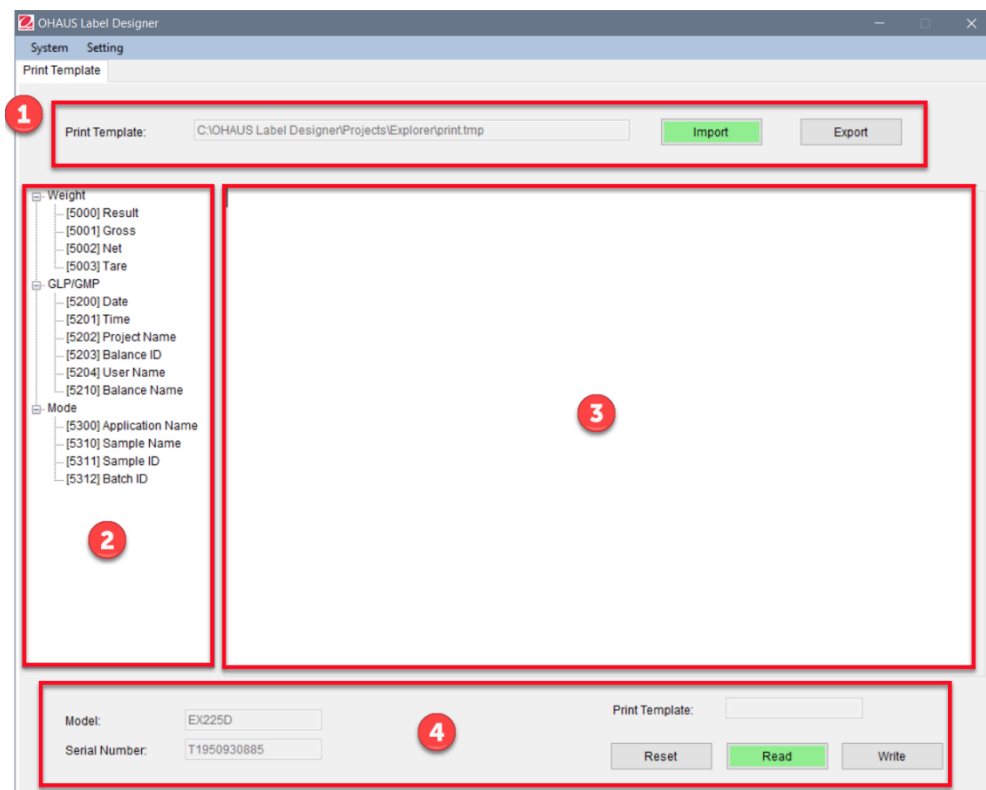 OHAUS Label Designer
System Setting
Print Template
1
Print Template: C:\OHAUS Label Designer\Projects\Explorer\print.tmp Import Export
Weight
[5000] Result
[5001] Gross
[5002] Net
[5003] Tare
GLP/GMP
[5200] Date
[5201] Time
[5202] Project Name
[5203] Balance ID
[5204] User Name
[5210] Balance Name
Mode
[5300] Application Name
[5310] Sample Name
[5311] Sample ID
[5312] Batch ID
2
3
Model: EX225D
Serial Number: T1950930885
4
Print Template:
Reset Read Write